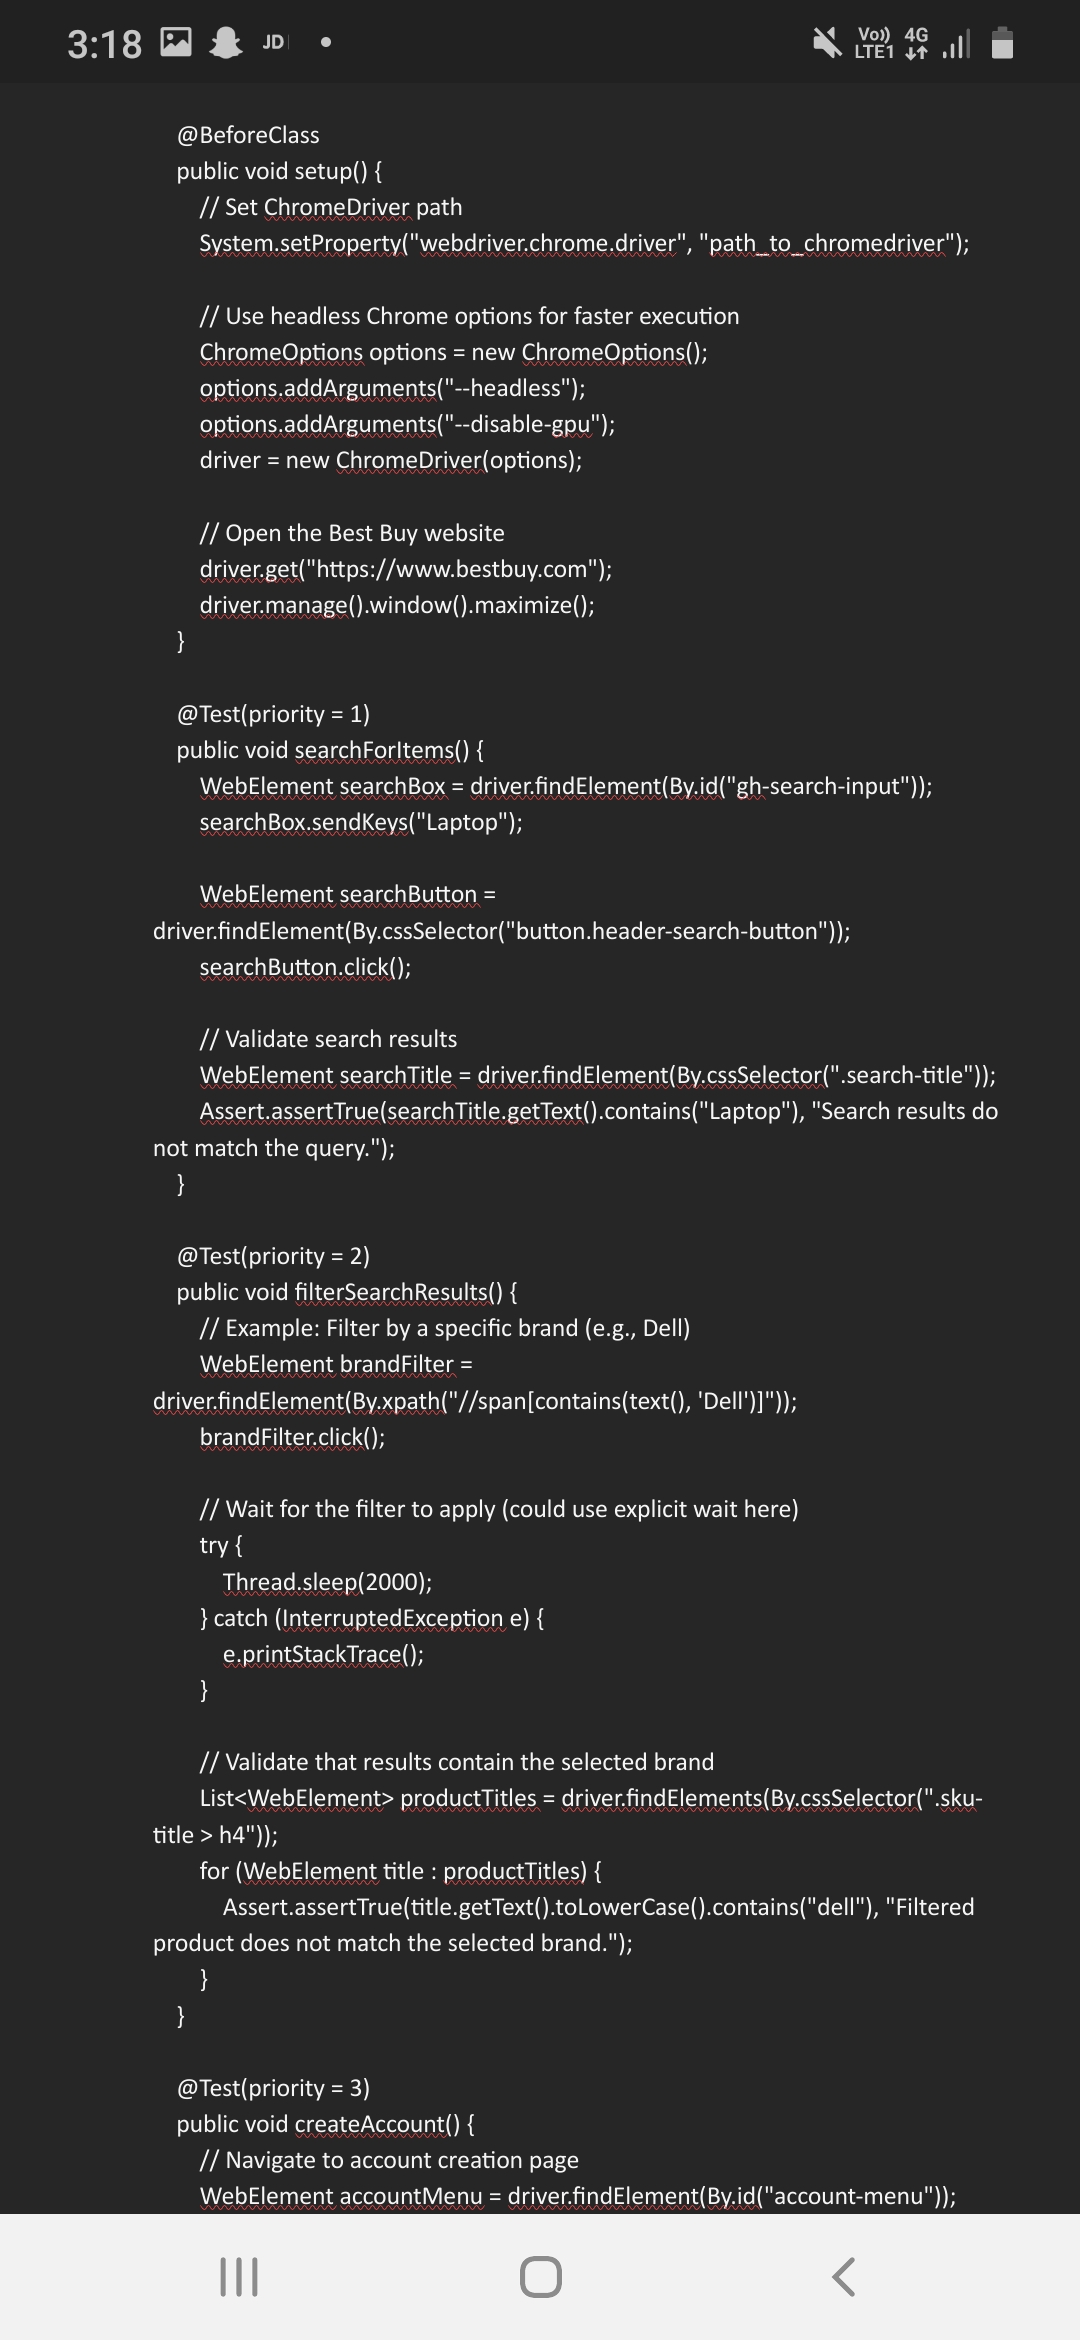 3:18 JD
Vo)) 4G
LTE1
@BeforeClass
public void setup() {
// Set ChromeDriver path
System.setProperty("webdriver.chrome.driver", "path_to_chromedriver");
// Use headless Chrome options for faster execution
ChromeOptions options = new ChromeOptions();
options.addArguments("--headless");
options.addArguments("--disable-gpu");
driver = new ChromeDriver(options);
// Open the Best Buy website
driver.get("https://www.bestbuy.com");
driver.manage().window().maximize();
}
@Test(priority = 1)
public void searchForItems() {
WebElement searchBox = driver.findElement(By.id("gh-search-input"));
searchBox.sendKeys("Laptop");
WebElement searchButton =
driver.findElement(By.cssSelector("button.header-search-button"));
searchButton.click();
// Validate search results
WebElement searchTitle = driver.findElement(By.cssSelector(".search-title"));
Assert.assertTrue(searchTitle.getText().contains("Laptop"), "Search results do
not match the query.");
}
@Test(priority = 2)
public void filterSearchResults() {
// Example: Filter by a specific brand (e.g., Dell)
WebElement brandFilter =
driver.findElement(By.xpath("//span[contains(text(), 'Dell')]"));
brandFilter.click();
// Wait for the filter to apply (could use explicit wait here)
try {
Thread.sleep(2000);
} catch (InterruptedException e) {
e.printStackTrace();
}
// Validate that results contain the selected brand
List<WebElement> productTitles = driver.findElements(By.cssSelector(".sku-
title > h4"));
for (WebElement title : productTitles) {
Assert.assertTrue(title.getText().toLowerCase().contains("dell"), "Filtered
product does not match the selected brand.");
}
}
@Test(priority = 3)
public void createAccount() {
// Navigate to account creation page
WebElement accountMenu = driver.findElement(By.id("account-menu"));